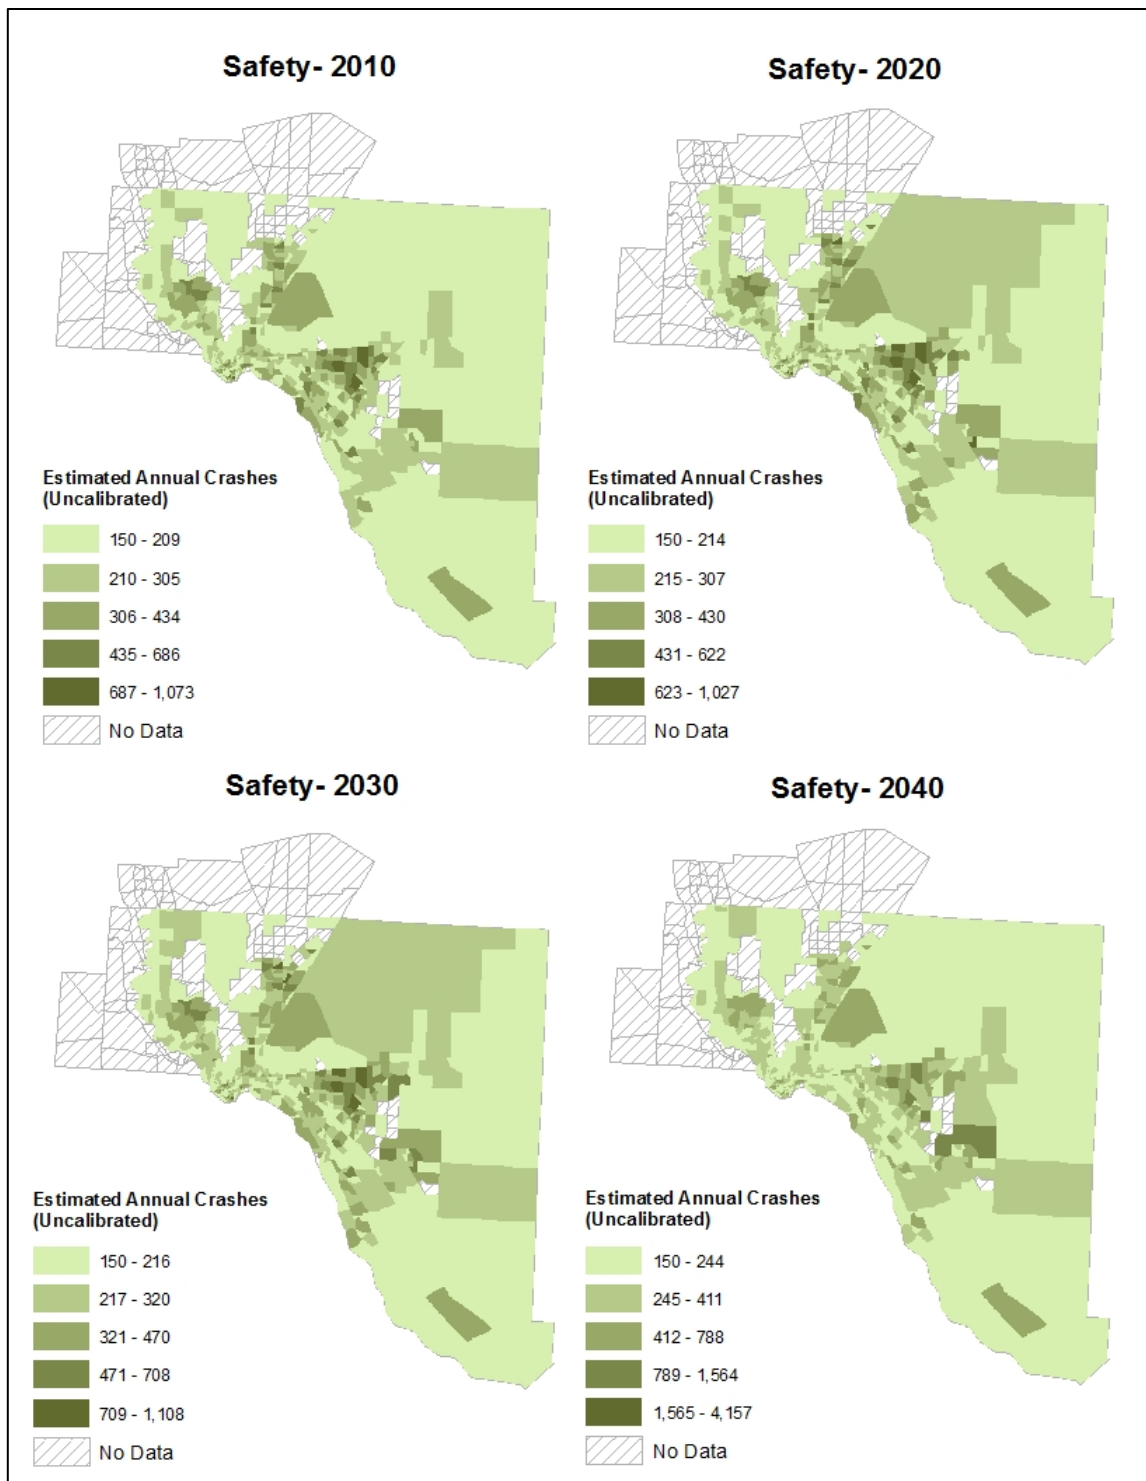 Safety- 2010
Estimated Annual Crashes
(Uncalibrated)
150 - 209
210 - 305
306 - 434
435 - 686
687 - 1,073
No Data
Safety- 2020
Estimated Annual Crashes
(Uncalibrated)
150 - 214
215 - 307
308 - 430
431 - 622
623 - 1,027
No Data
Safety- 2030
Estimated Annual Crashes
(Uncalibrated)
150 - 216
217 - 320
321 - 470
471 - 708
709 - 1,108
No Data
Safety- 2040
Estimated Annual Crashes
(Uncalibrated)
150 - 244
245 - 411
412 - 788
789 - 1,564
1,565 - 4,157
No Data